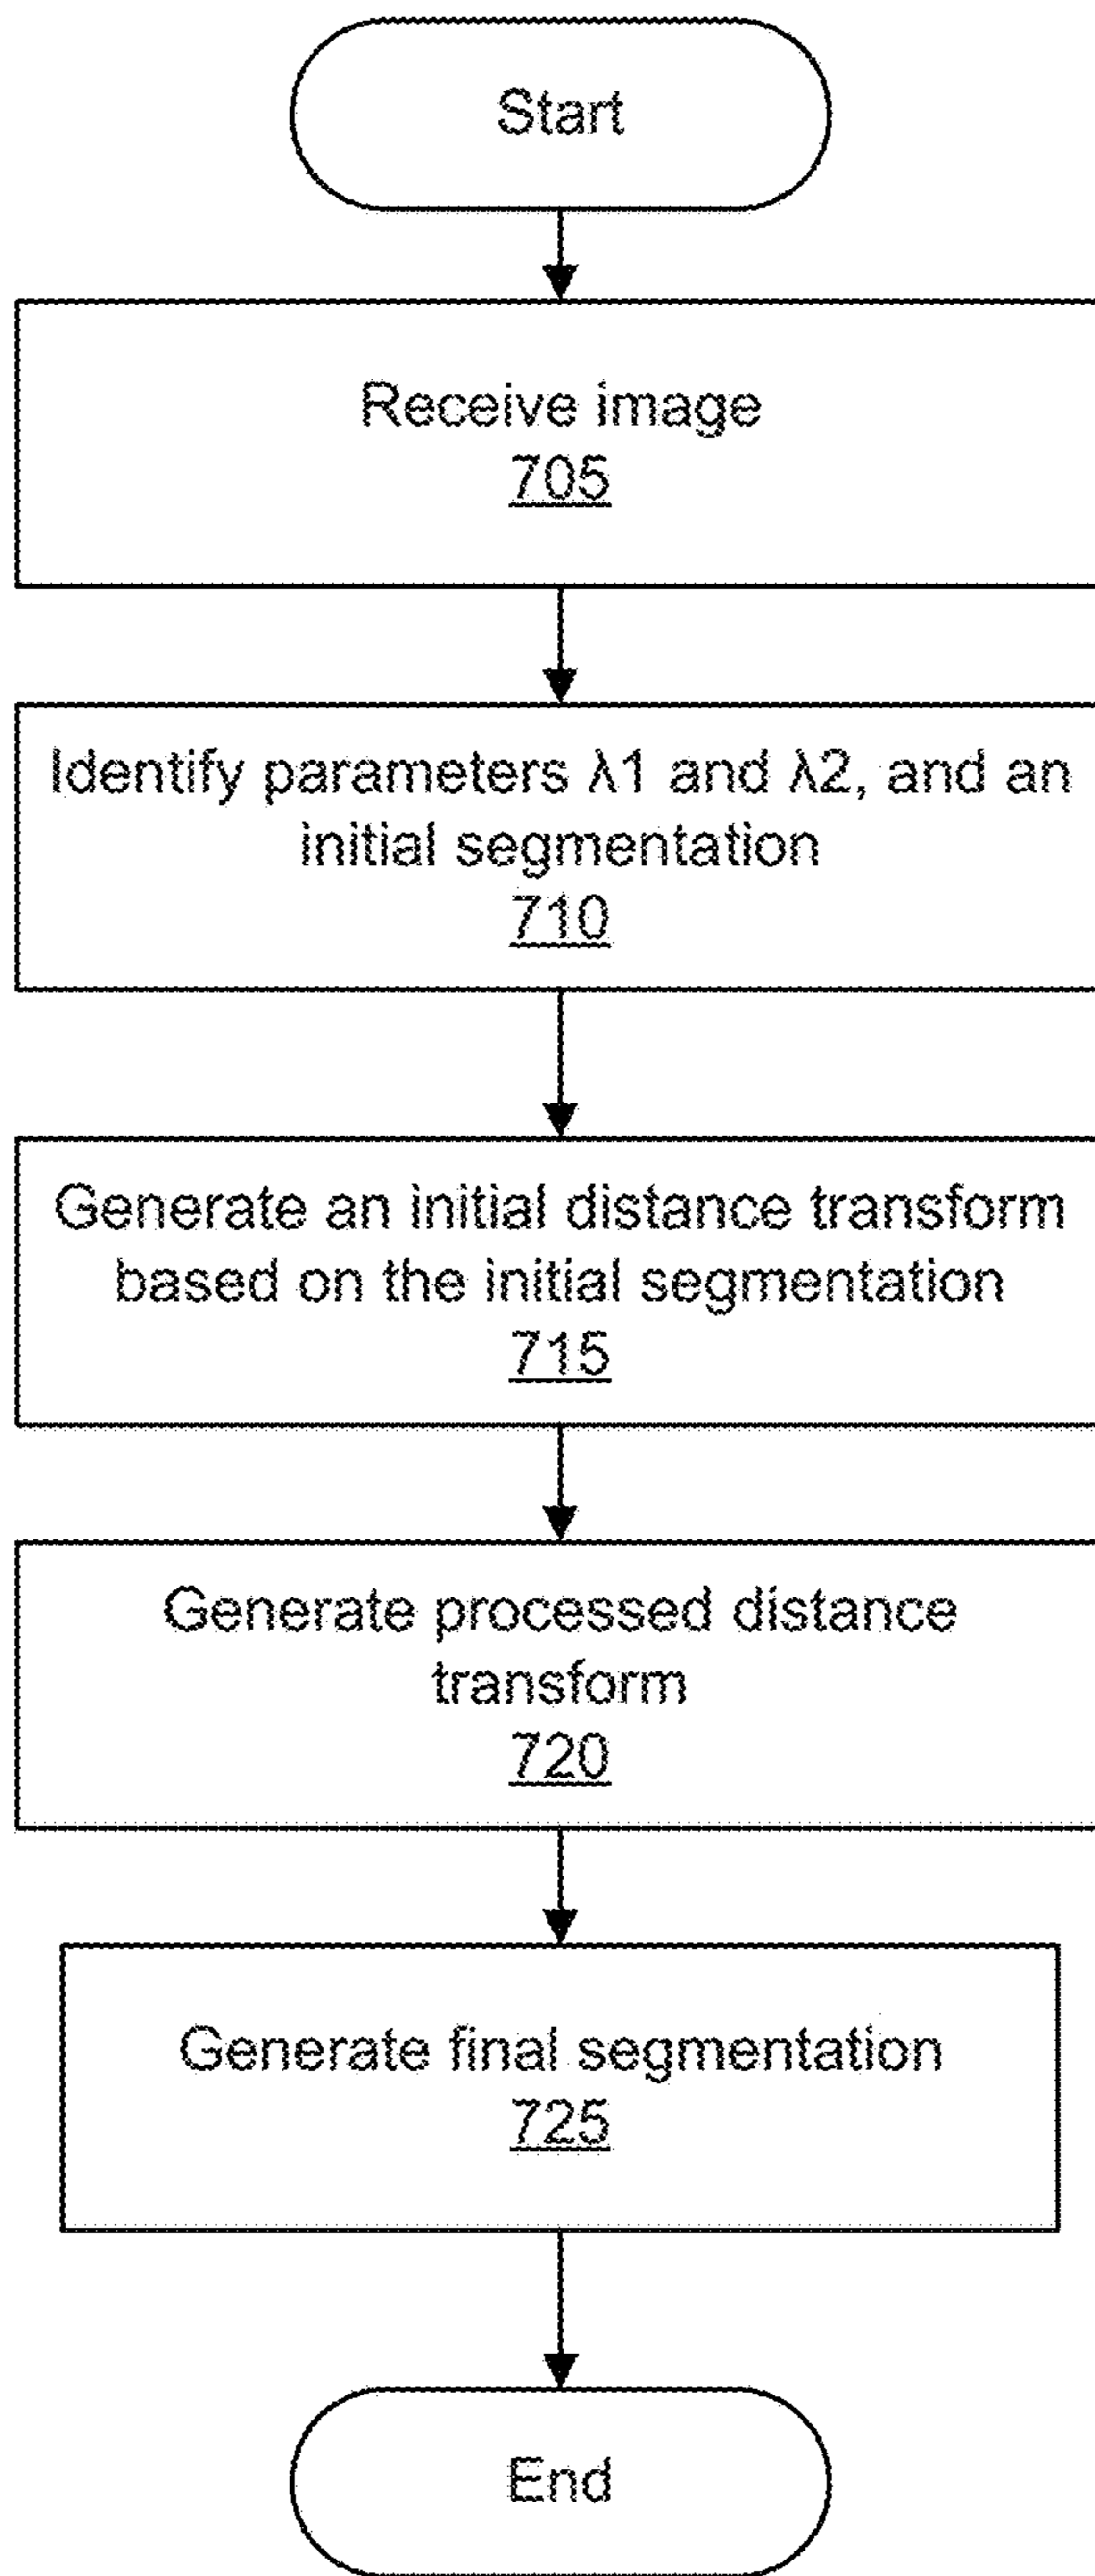 Start
Receive image
705
Identify parameters λ1 and λ2, and an
initial segmentation
710
Generate an initial distance transform
based on the initial segmentation
715
Generate processed distance
transform
720
Generate final segmentation
725
End